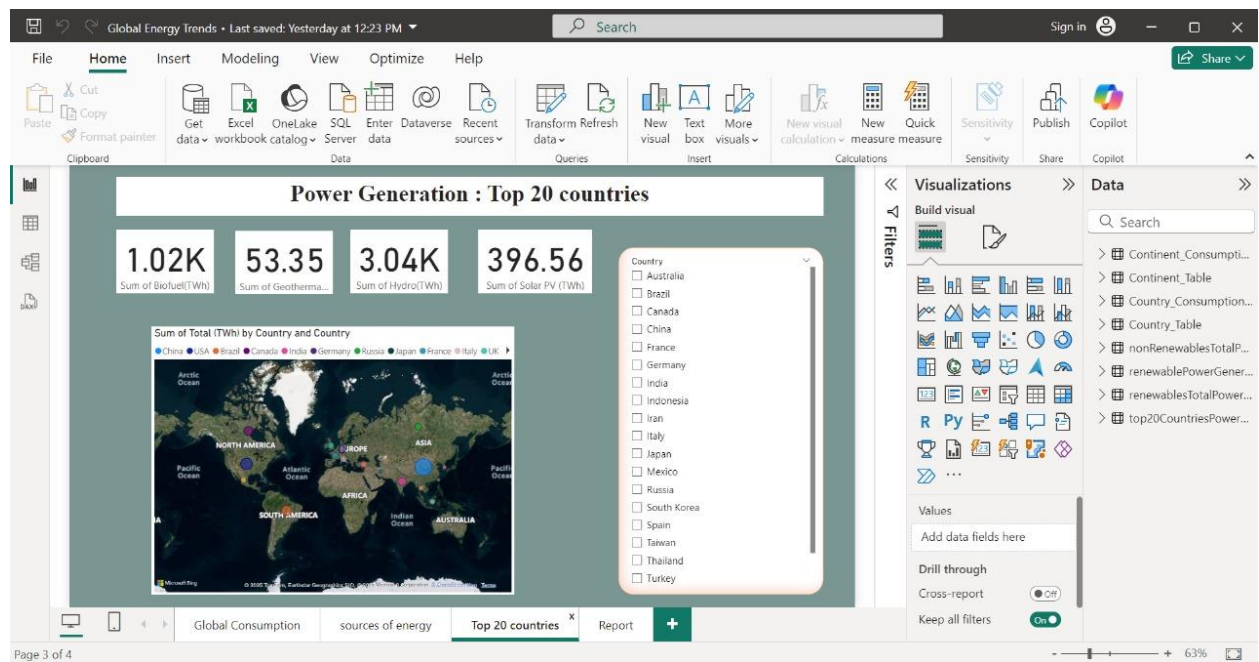 Global Energy Trends • Last saved: Yesterday at 12:23 PM
Search
Sign in
File Home Insert Modeling View Optimize Help
Share
Paste
Cut
Copy
Format painter
Clipboard
Get data
Excel workbook
OneLake catalog
SQL Server
Enter data
Dataverse
Recent sources
Data
Transform data
Refresh
Queries
New visual
Text box
More visuals
Insert
New visual calculation
New measure
Quick measure
Calculations
Sensitivity
Sensitivity
Publish
Share
Copilot
Copilot
Power Generation : Top 20 countries
1.02K
Sum of Biofuel(TWh)
53.35
Sum of Geotherma...
3.04K
Sum of Hydro(TWh)
396.56
Sum of Solar PV (TWh)
Sum of Total (TWh) by Country and Country
China USA Brazil Canada India Germany Russia Japan France Italy UK
Arctic Ocean
Arctic Ocean
NORTH AMERICA
EUROPE
ASIA
Pacific Ocean
Atlantic Ocean
Pacific Ocean
AFRICA
SOUTH AMERICA
Indian Ocean
AUSTRALIA
Microsoft Bing
Terms
Country
Australia
Brazil
Canada
China
France
Germany
India
Indonesia
Iran
Italy
Japan
Mexico
Russia
South Korea
Spain
Taiwan
Thailand
Turkey
Filters
Visualizations
Build visual
123
R Py
Values
Add data fields here
Drill through
Cross-report
Off
Keep all filters
On
Data
Search
Continent_Consumpti...
Continent_Table
Country_Consumption...
Country_Table
nonRenewablesTotalP...
renewablePowerGener...
renewablesTotalPower...
top20CountriesPower...
Global Consumption
sources of energy
Top 20 countries
x
Report
+
Page 3 of 4
- + 63%